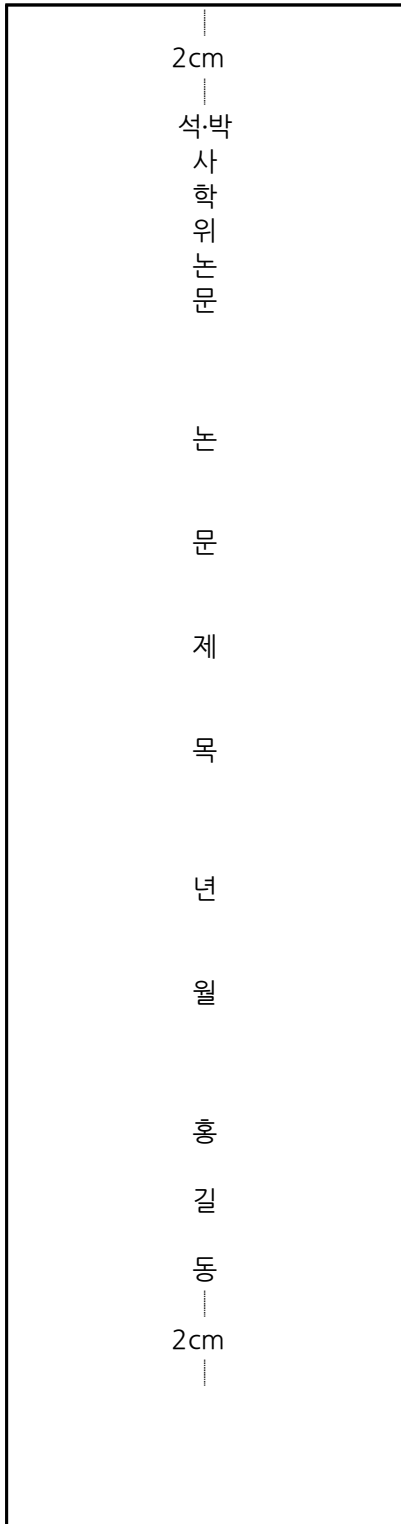 2cm
석·박
사
학
위
논
문
논
문
제
목
년
월
홍
길
동
2cm